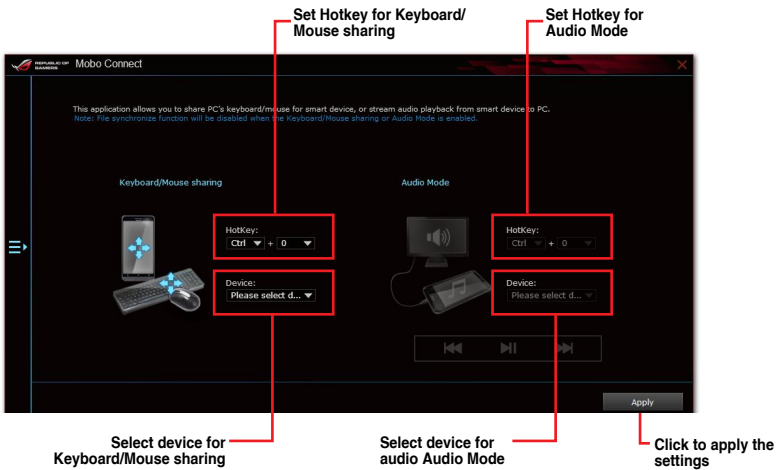 Set Hotkey for Keyboard/
Mouse sharing
Set Hotkey for
Audio Mode
REPUBLIC OF
GAMERS
Mobo Connect
This application allows you to share PC's keyboard/mouse for smart device, or stream audio playback from smart device to PC.
Note: File synchronize function will be disabled when the Keyboard/Mouse sharing or Audio Mode is enabled.
Keyboard/Mouse sharing
Audio Mode
HotKey:
Ctrl + 0
HotKey:
Ctrl + 0
Device:
Please select d...
Device:
Please select d...
Apply
Select device for
Keyboard/Mouse sharing
Select device for
audio Audio Mode
Click to apply the
settings